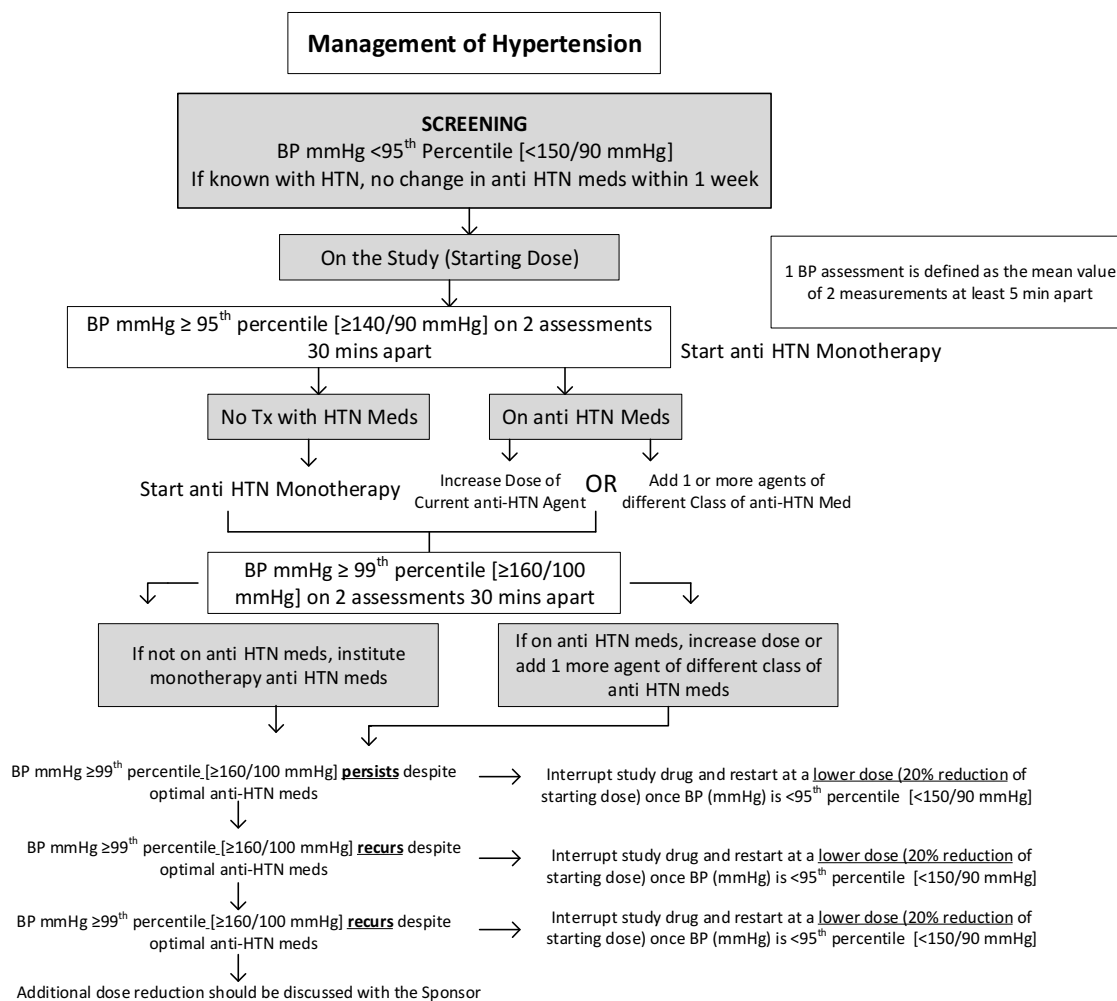 Management of Hypertension
SCREENING
BP mmHg <95th Percentile [<150/90 mmHg]
If known with HTN, no change in anti HTN meds within 1 week
On the Study (Starting Dose)
1 BP assessment is defined as the mean value
of 2 measurements at least 5 min apart
BP mmHg ≥ 95th percentile [≥140/90 mmHg] on 2 assessments
30 mins apart
Start anti HTN Monotherapy
No Tx with HTN Meds
On anti HTN Meds
Start anti HTN Monotherapy
Increase Dose of
Current anti-HTN Agent
OR
Add 1 or more agents of
different Class of anti-HTN Med
BP mmHg ≥ 99th percentile [≥160/100
mmHg] on 2 assessments 30 mins apart
If not on anti HTN meds, institute
monotherapy anti HTN meds
If on anti HTN meds, increase dose or
add 1 more agent of different class of
anti HTN meds
BP mmHg ≥99th percentile [≥160/100 mmHg] persists despite
optimal anti-HTN meds
Interrupt study drug and restart at a lower dose (20% reduction of
starting dose) once BP (mmHg) is <95th percentile [<150/90 mmHg]
BP mmHg ≥99th percentile [≥160/100 mmHg] recurs despite
optimal anti-HTN meds
Interrupt study drug and restart at a lower dose (20% reduction of
starting dose) once BP (mmHg) is <95th percentile [<150/90 mmHg]
BP mmHg ≥99th percentile [≥160/100 mmHg] recurs despite
optimal anti-HTN meds
Interrupt study drug and restart at a lower dose (20% reduction of
starting dose) once BP (mmHg) is <95th percentile [<150/90 mmHg]
Additional dose reduction should be discussed with the Sponsor